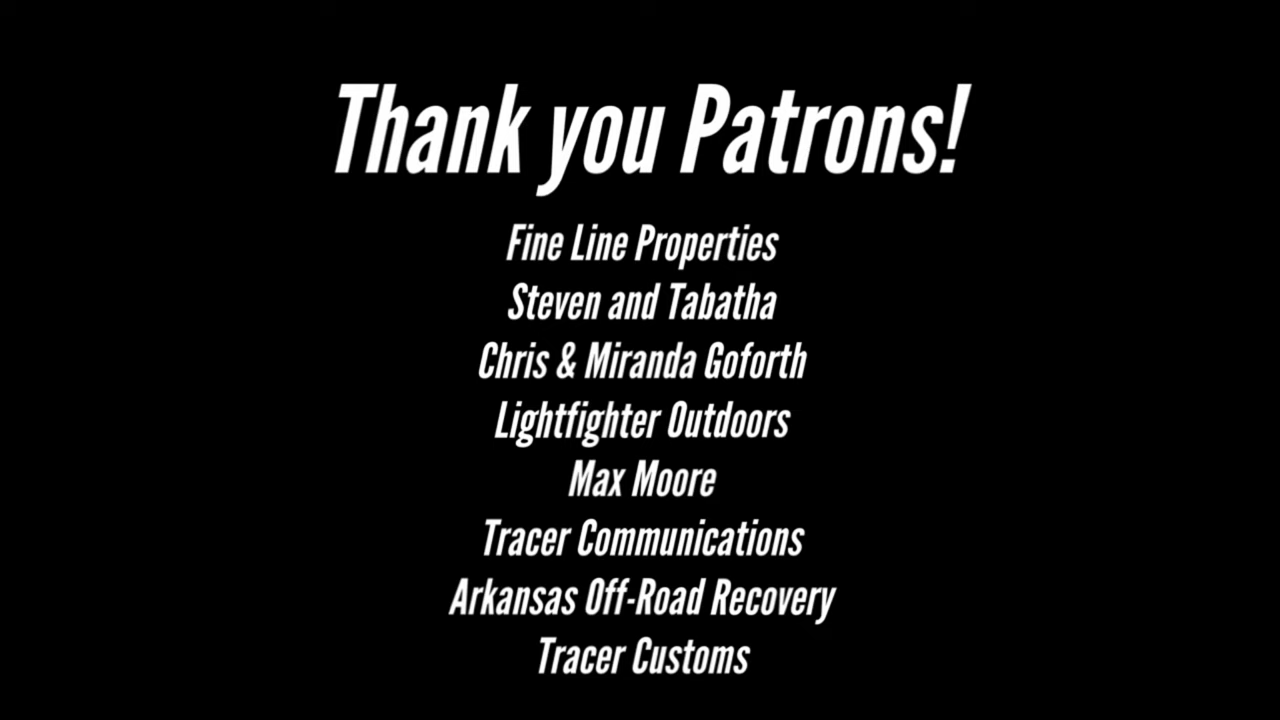 Thank you Patrons!
Fine Line Properties
Steven and Tabatha
Chris & Miranda Goforth
Lightfighter Outdoors
Max Moore
Tracer Communications
Arkansas Off-Road Recovery
Tracer Customs